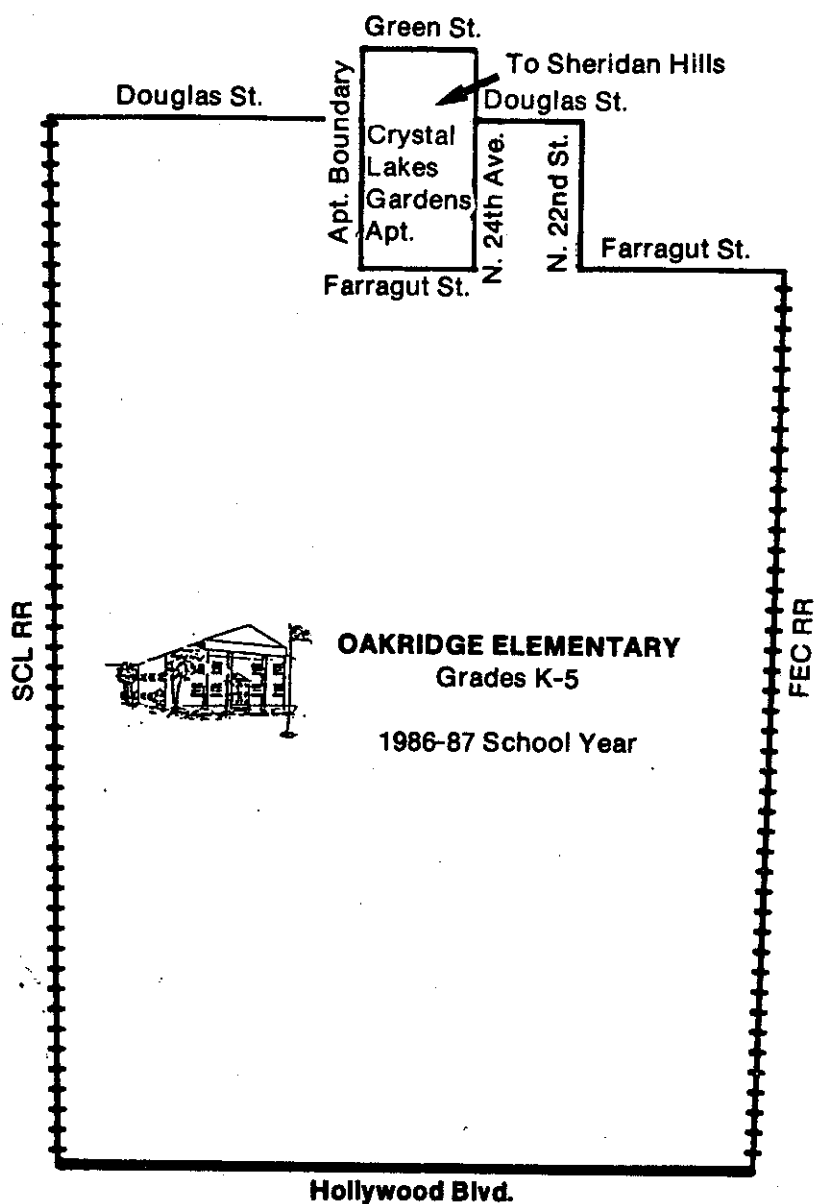 Green St.
To Sheridan Hills
Douglas St.
Douglas St.
Apt. Boundary
Crystal
Lakes
Gardens
Apt.
N. 24th Ave.
N. 22nd St.
Farragut St.
Farragut St.
SCL RR
OAKRIDGE ELEMENTARY
Grades K-5
1986-87 School Year
FEC RR
Hollywood Blvd.